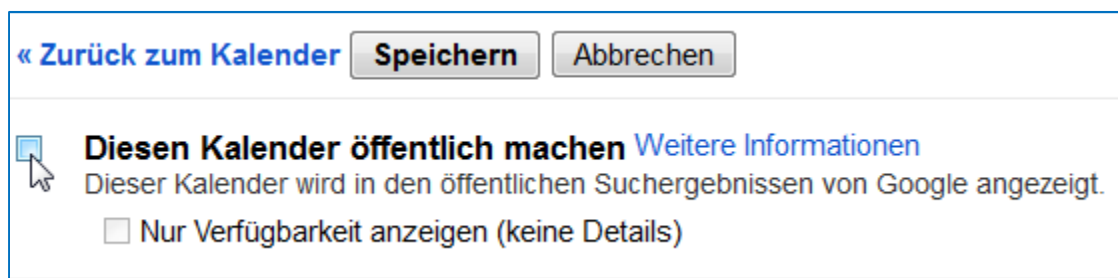 « Zurück zum Kalender Speichern Abbrechen
Diesen Kalender öffentlich machen Weitere Informationen
Dieser Kalender wird in den öffentlichen Suchergebnissen von Google angezeigt.
Nur Verfügbarkeit anzeigen (keine Details)